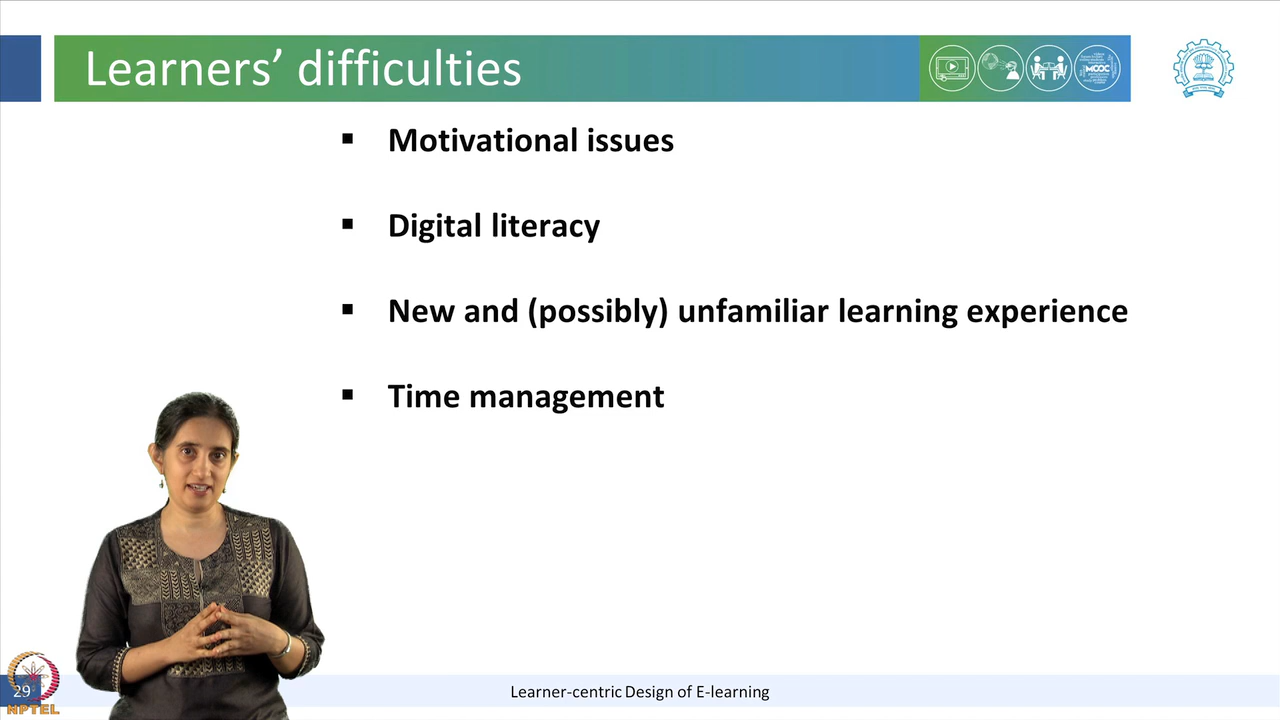 Learners’ difficulties
MOOC
▪ Motivational issues
▪ Digital literacy
▪ New and (possibly) unfamiliar learning experience
▪ Time management
29
NPTEL
Learner-centric Design of E-learning